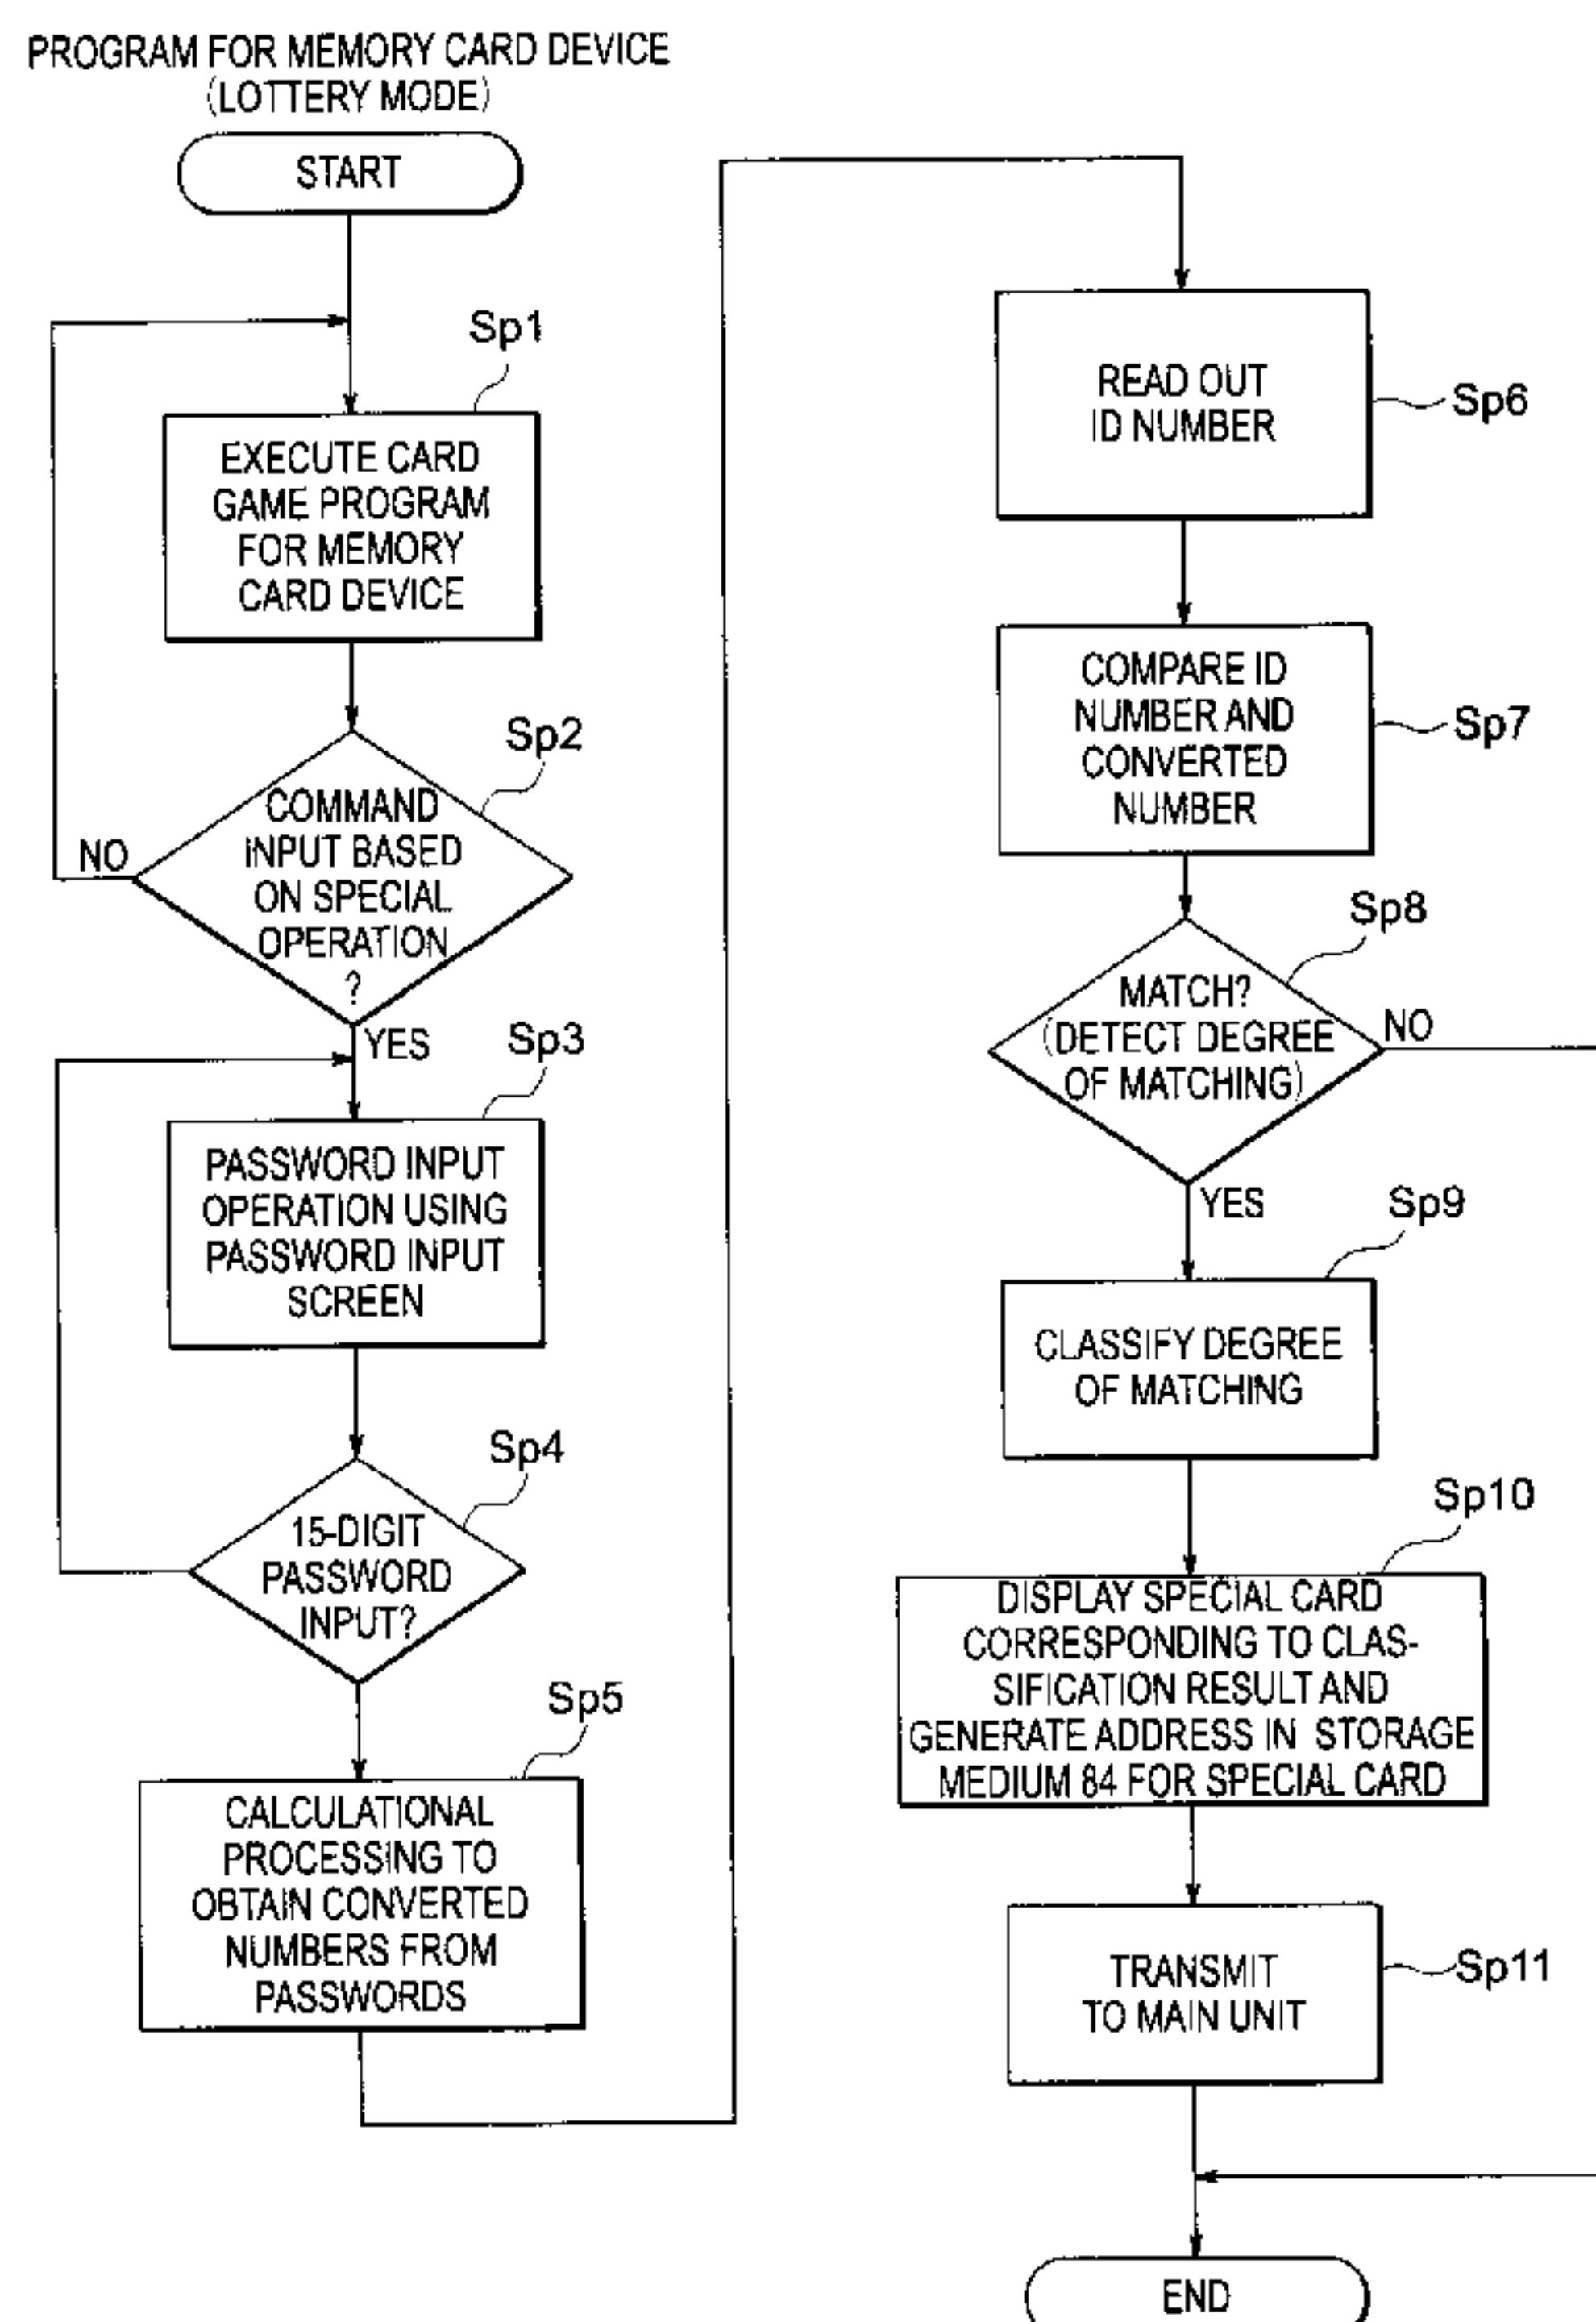 PROGRAM FOR MEMORY CARD DEVICE
(LOTTERY MODE)
START
Sp1
EXECUTE CARD
GAME PROGRAM
FOR MEMORY
CARD DEVICE
Sp2
COMMAND
INPUT BASED
ON SPECIAL
OPERATION
?
NO
YES
Sp3
PASSWORD INPUT
OPERATION USING
PASSWORD INPUT
SCREEN
Sp4
15-DIGIT
PASSWORD
INPUT?
Sp5
CALCULATIONAL
PROCESSING TO
OBTAIN CONVERTED
NUMBERS FROM
PASSWORDS
READ OUT
ID NUMBER
Sp6
COMPARE ID
NUMBER AND
CONVERTED
NUMBER
Sp7
Sp8
MATCH?
(DETECT DEGREE
OF MATCHING)
NO
YES
Sp9
CLASSIFY DEGREE
OF MATCHING
Sp10
DISPLAY SPECIAL CARD
CORRESPONDING TO CLAS-
SIFICATION RESULT AND
GENERATE ADDRESS IN STORAGE
MEDIUM 84 FOR SPECIAL CARD
TRANSMIT
TO MAIN UNIT
Sp11
END